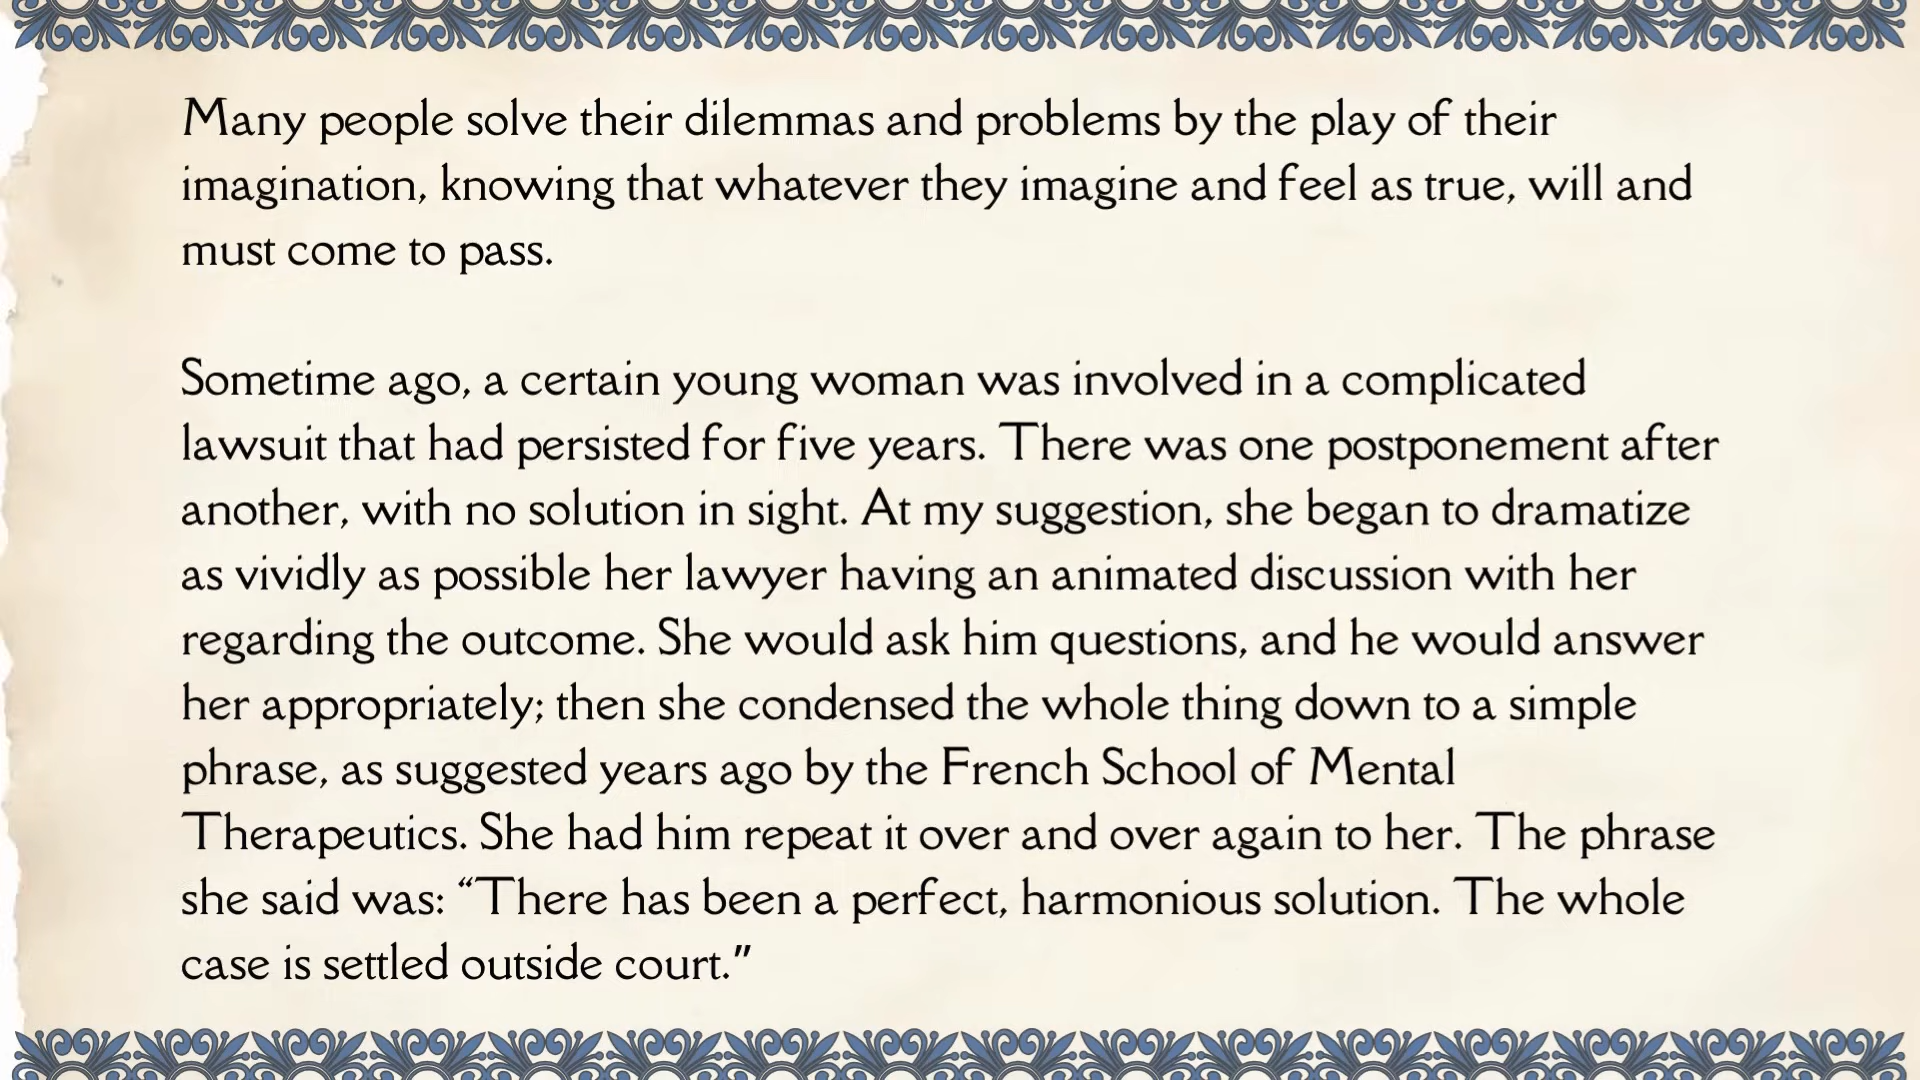 Many people solve their dilemmas and problems by the play of their
imagination, knowing that whatever they imagine and feel as true, will and
must come to pass.
Sometime ago, a certain young woman was involved in a complicated
lawsuit that had persisted for five years. There was one postponement after
another, with no solution in sight. At my suggestion, she began to dramatize
as vividly as possible her lawyer having an animated discussion with her
regarding the outcome. She would ask him questions, and he would answer
her appropriately; then she condensed the whole thing down to a simple
phrase, as suggested years ago by the French School of Mental
Therapeutics. She had him repeat it over and over again to her. The phrase
she said was: “There has been a perfect, harmonious solution. The whole
case is settled outside court.”